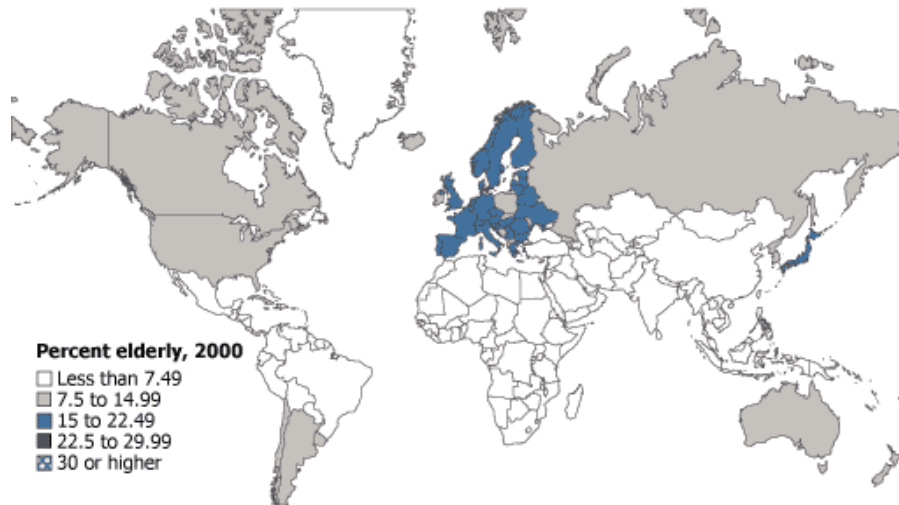 Percent elderly, 2000
Less than 7.49
7.5 to 14.99
15 to 22.49
22.5 to 29.99
30 or higher